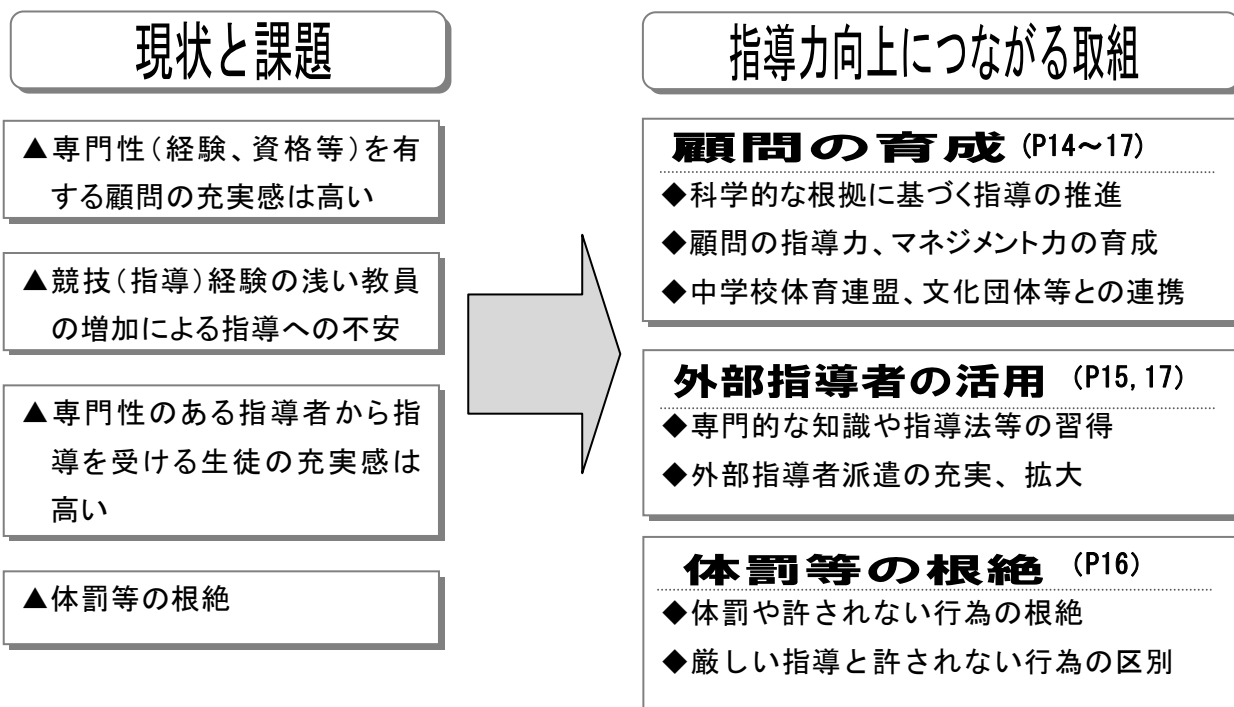 現状と課題
▲専門性（経験、資格等）を有
する顧問の充実感は高い
▲競技（指導）経験の浅い教員
の増加による指導への不安
▲専門性のある指導者から指
導を受ける生徒の充実感は
高い
▲体罰等の根絶
指導力向上につながる取組
顧問の育成 (P14～17)
◆科学的な根拠に基づく指導の推進
◆顧問の指導力、マネジメント力の育成
◆中学校体育連盟、文化団体等との連携
外部指導者の活用 (P15, 17)
◆専門的な知識や指導法等の習得
◆外部指導者派遣の充実、拡大
体罰等の根絶 (P16)
◆体罰や許されない行為の根絶
◆厳しい指導と許されない行為の区別